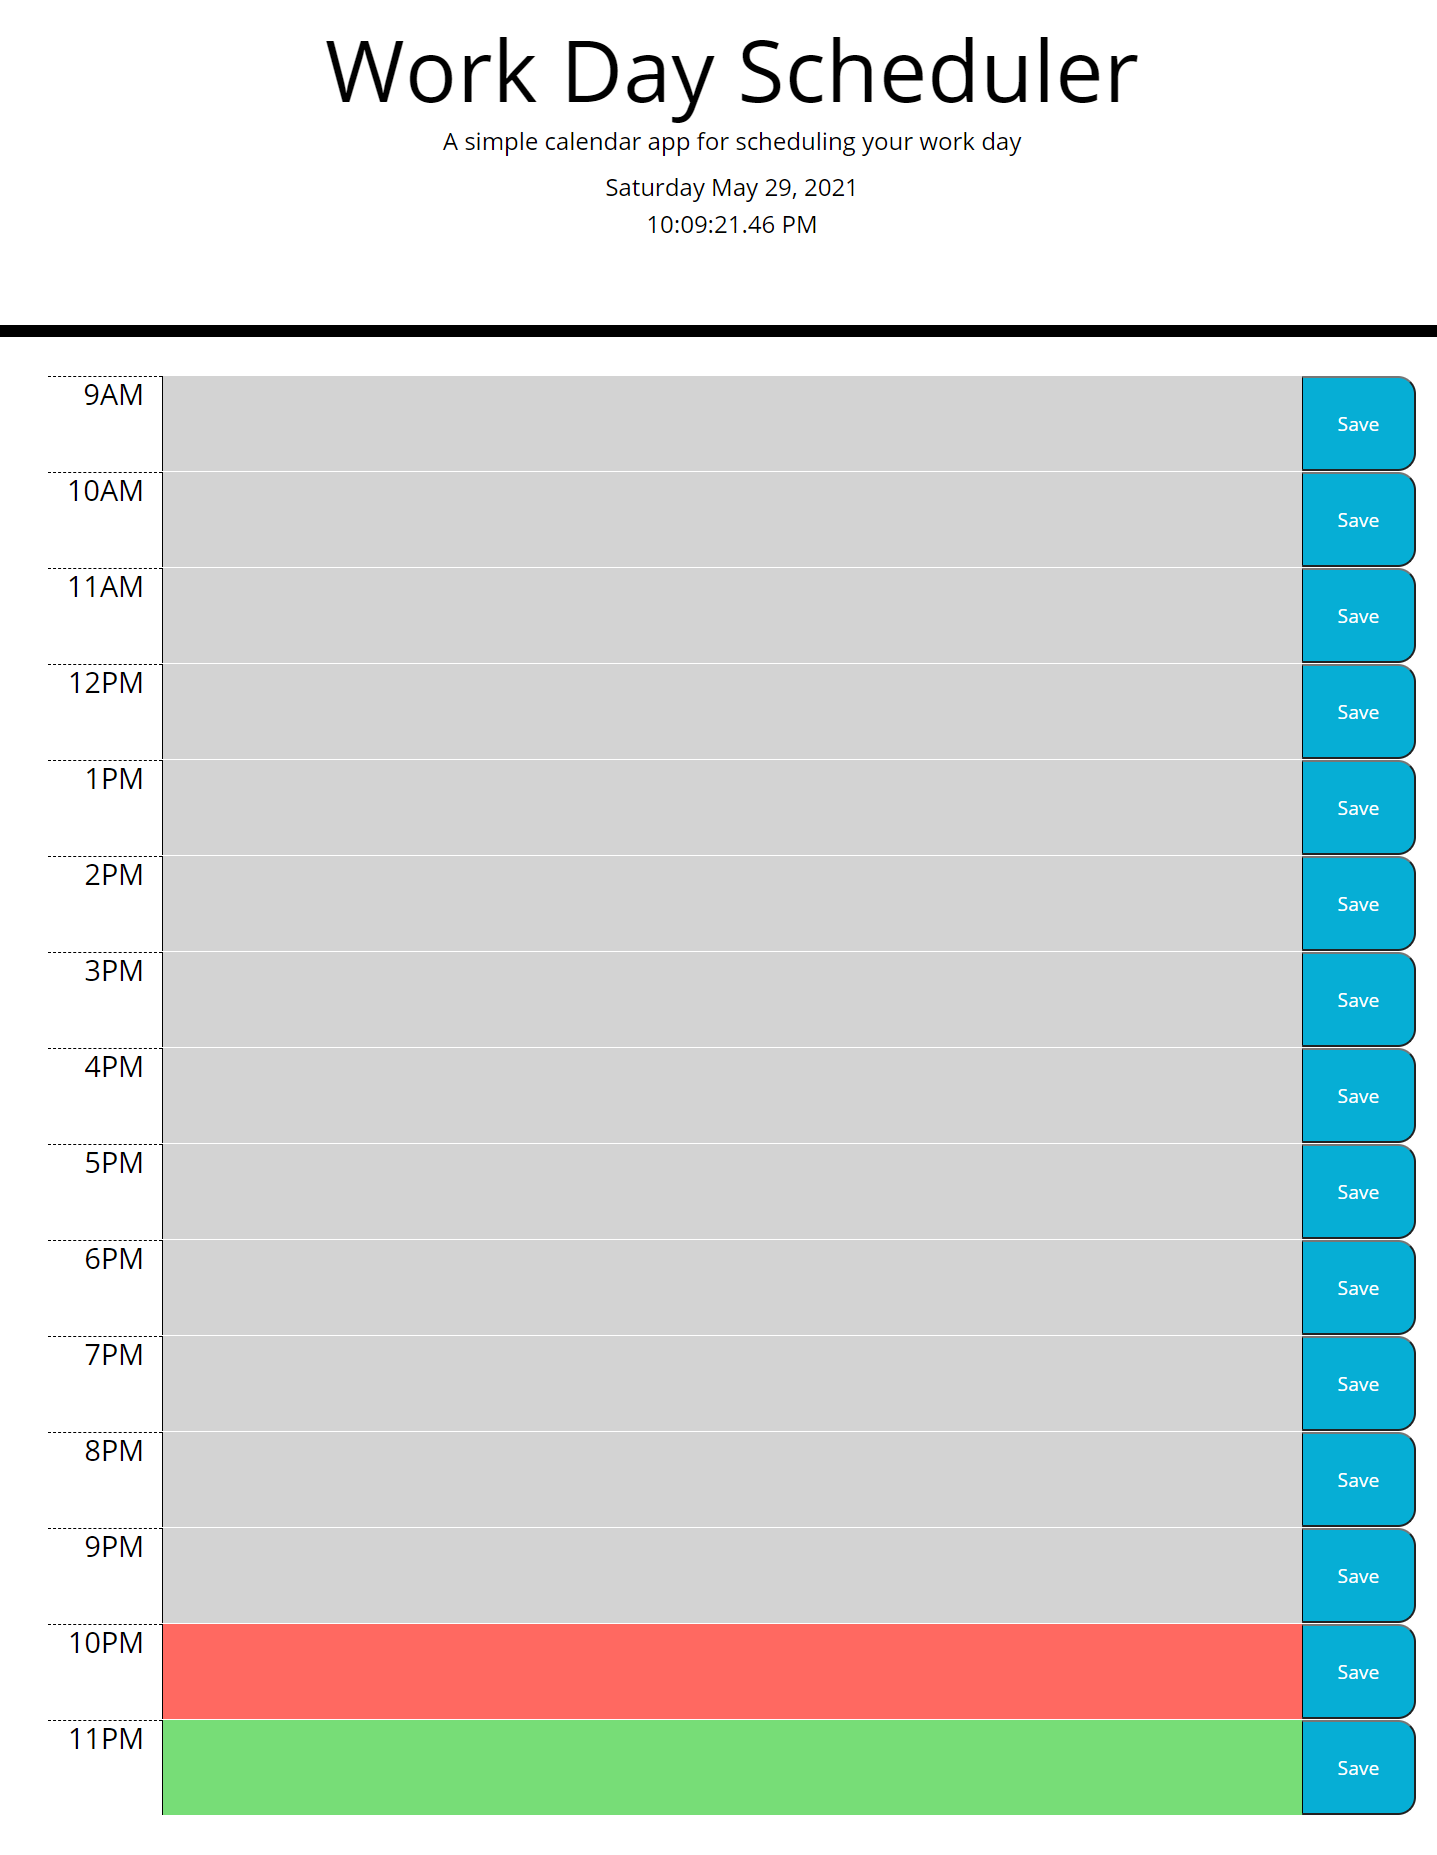 Work Day Scheduler
A simple calendar app for scheduling your work day
Saturday May 29, 2021
10:09:21.46 PM
9AM Save
10AM Save
11AM Save
12PM Save
1PM Save
2PM Save
3PM Save
4PM Save
5PM Save
6PM Save
7PM Save
8PM Save
9PM Save
10PM Save
11PM Save